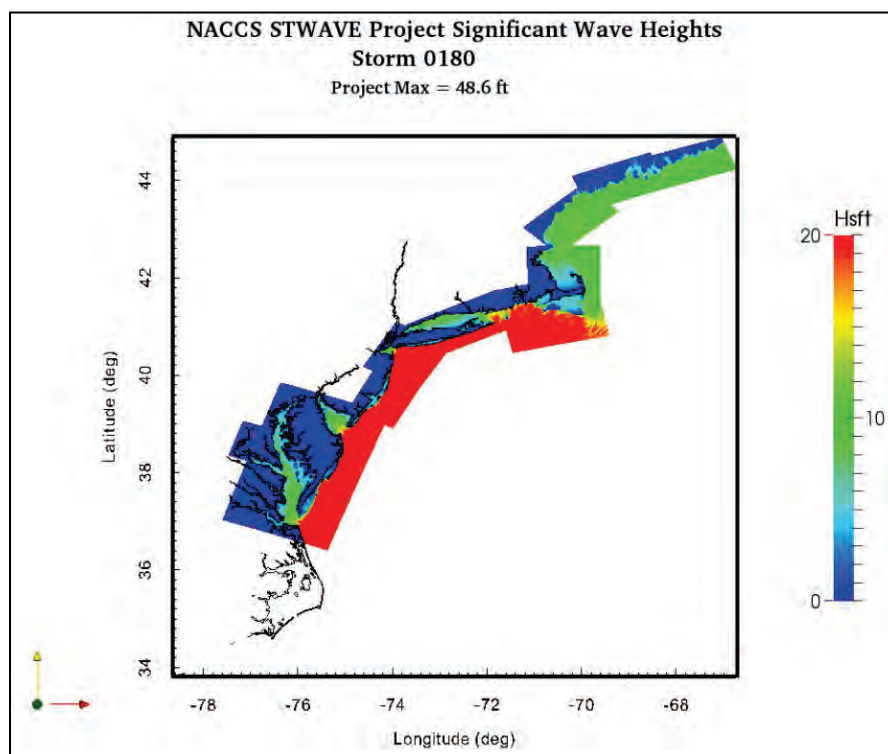 NACCS STWAVE Project Significant Wave Heights
Storm 0180
Project Max = 48.6 ft
Hsft
20
10
0
44
42
40
38
36
34
Latitude (deg)
-78
-76
-74
-72
-70
-68
Longitude (deg)